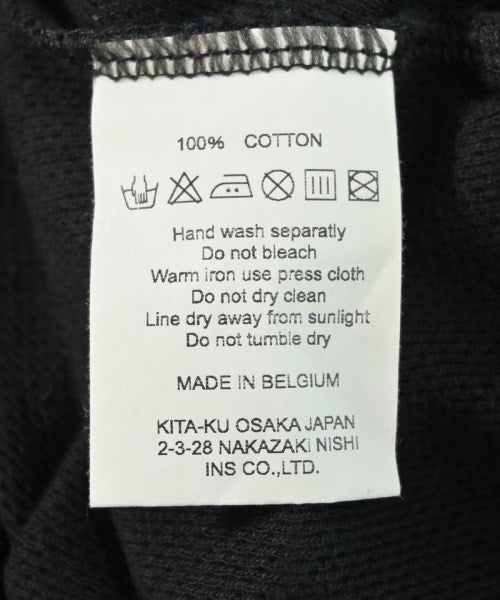 100% COTTON
Hand wash separatly
Do not bleach
Warm iron use press cloth
Do not dry clean
Line dry away from sunlight
Do not tumble dry
MADE IN BELGIUM
KITA-KU OSAKA JAPAN
2-3-28 NAKAZAKI NISHI
INS CO.,LTD.